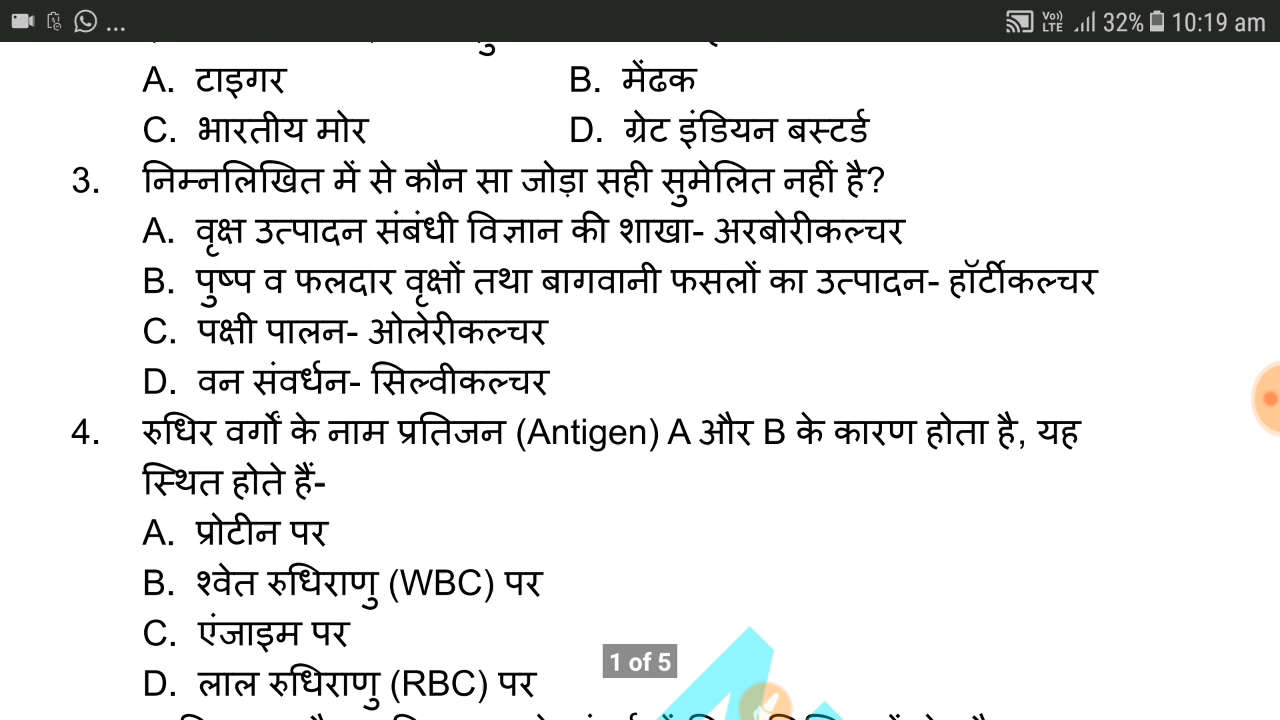 ... Vo)) LTE 32% 10:19 am
A. टाइगर B. मेंढक
C. भारतीय मोर D. ग्रेट इंडियन बस्टर्ड
3. निम्नलिखित में से कौन सा जोड़ा सही सुमेलित नहीं है?
A. वृक्ष उत्पादन संबंधी विज्ञान की शाखा- अरबोरीकल्चर
B. पुष्प व फलदार वृक्षों तथा बागवानी फसलों का उत्पादन- हॉर्टीकल्चर
C. पक्षी पालन- ओलेरीकल्चर
D. वन संवर्धन- सिल्वीकल्चर
4. रुधिर वर्गों के नाम प्रतिजन (Antigen) A और B के कारण होता है, यह
स्थित होते हैं-
A. प्रोटीन पर
B. श्वेत रुधिराणु (WBC) पर
C. एंजाइम पर
1 of 5
D. लाल रुधिराणु (RBC) पर